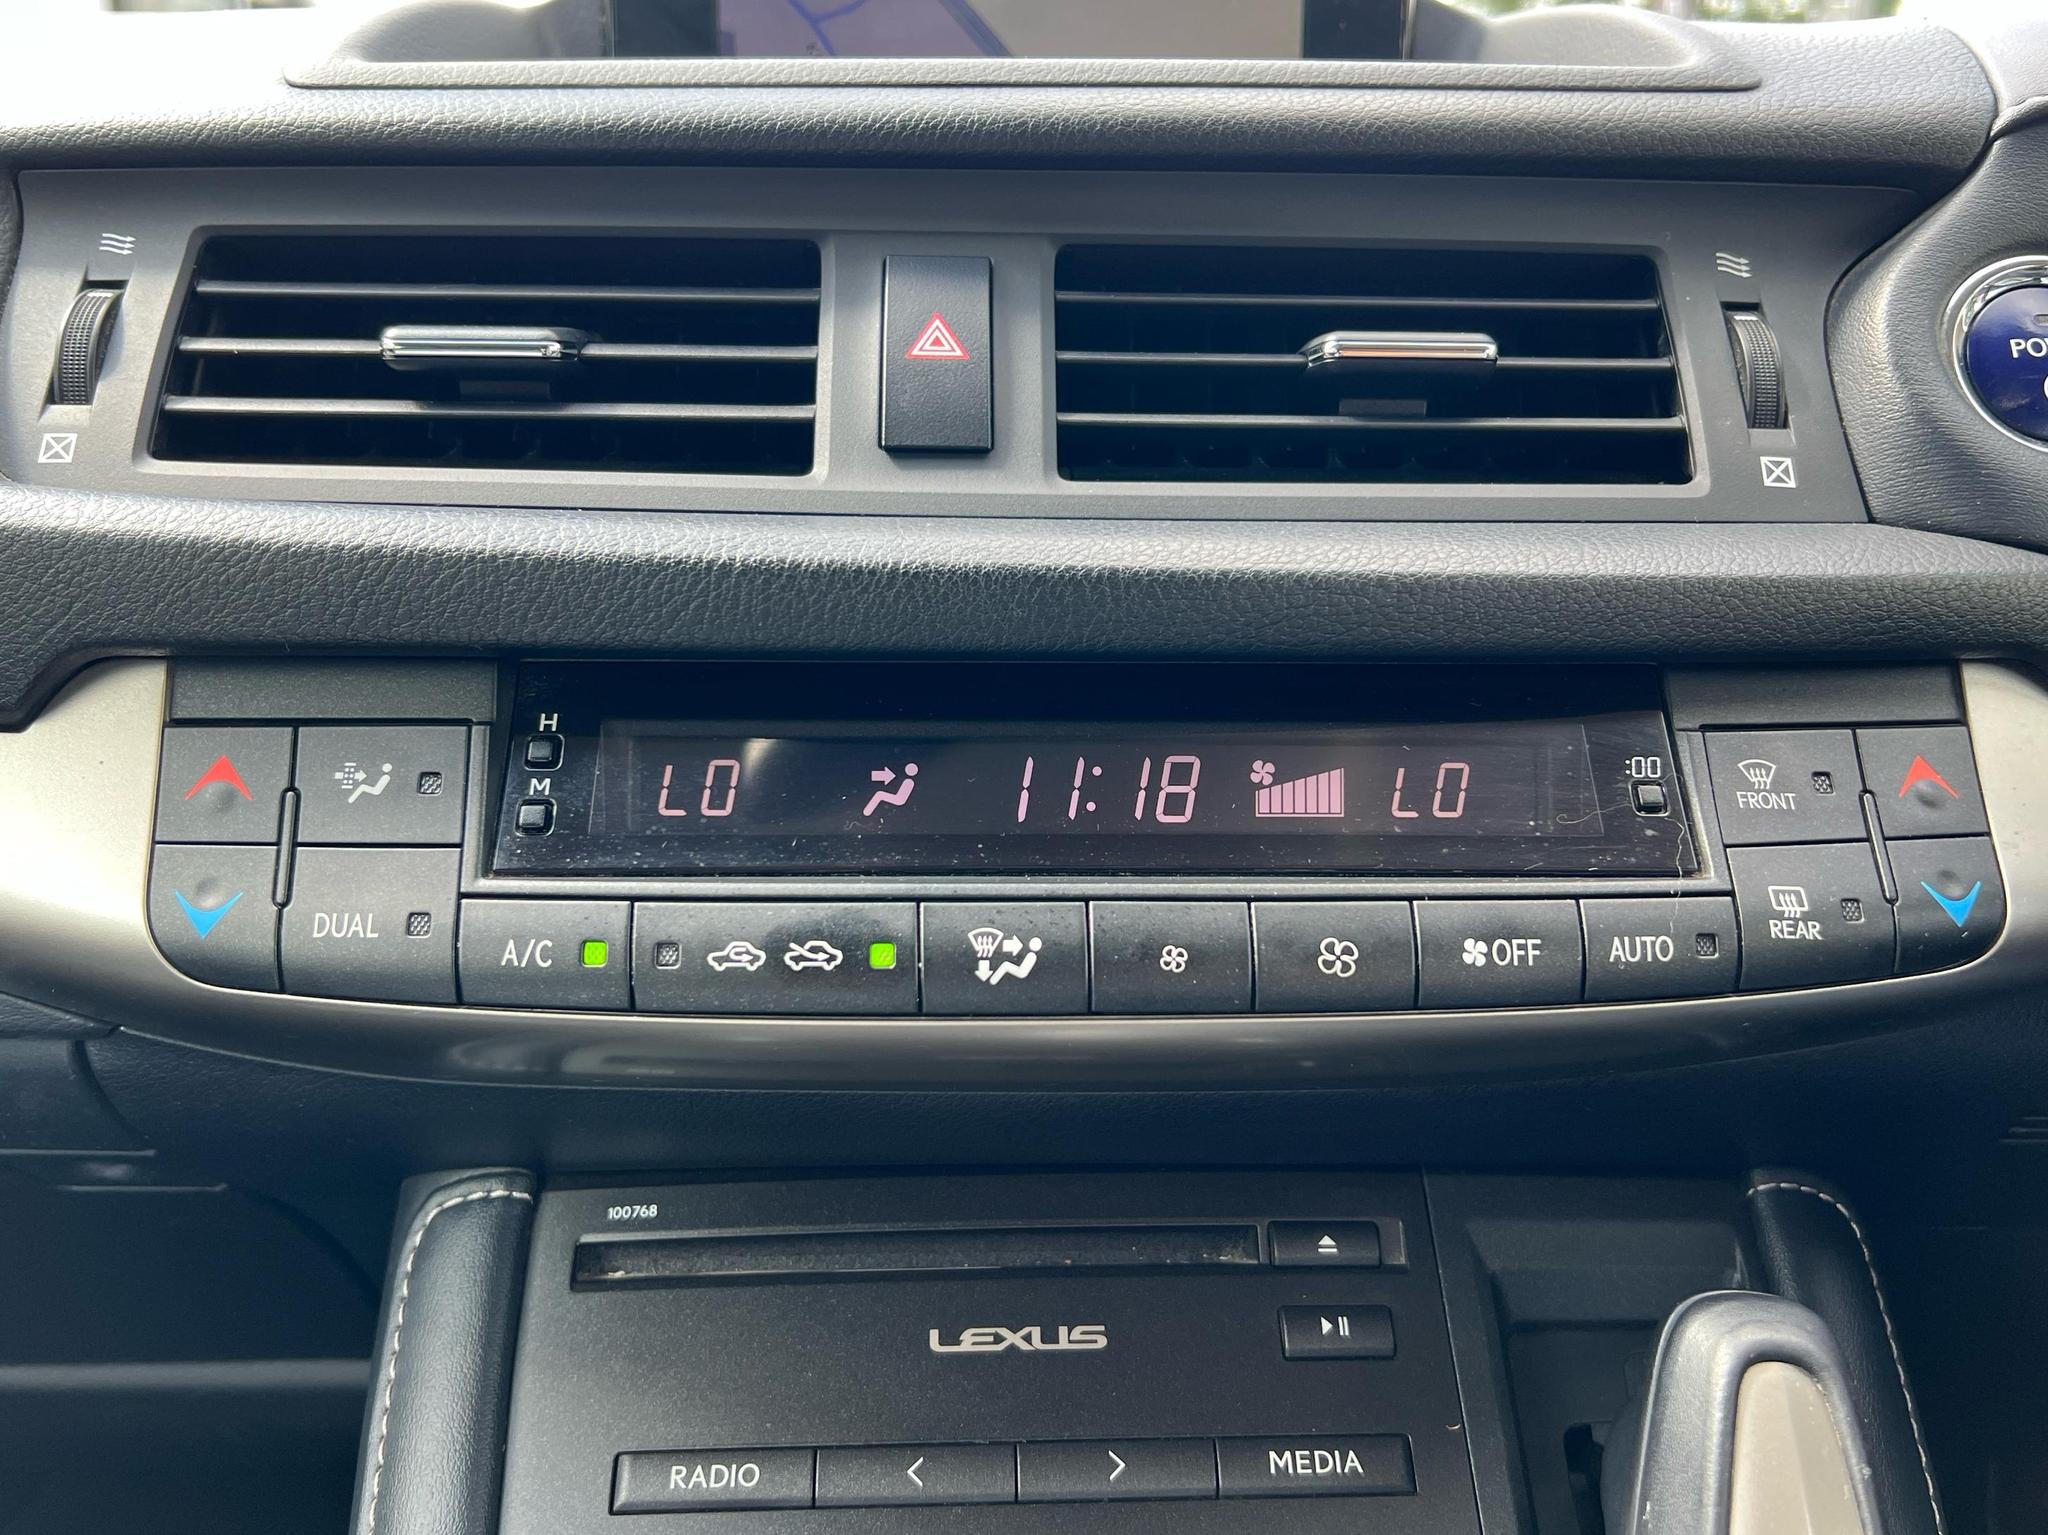 H
M
LO 11:18 LO
:00
FRONT
DUAL
A/C
OFF
AUTO
REAR
100768
LEXUS
RADIO
<
>
MEDIA